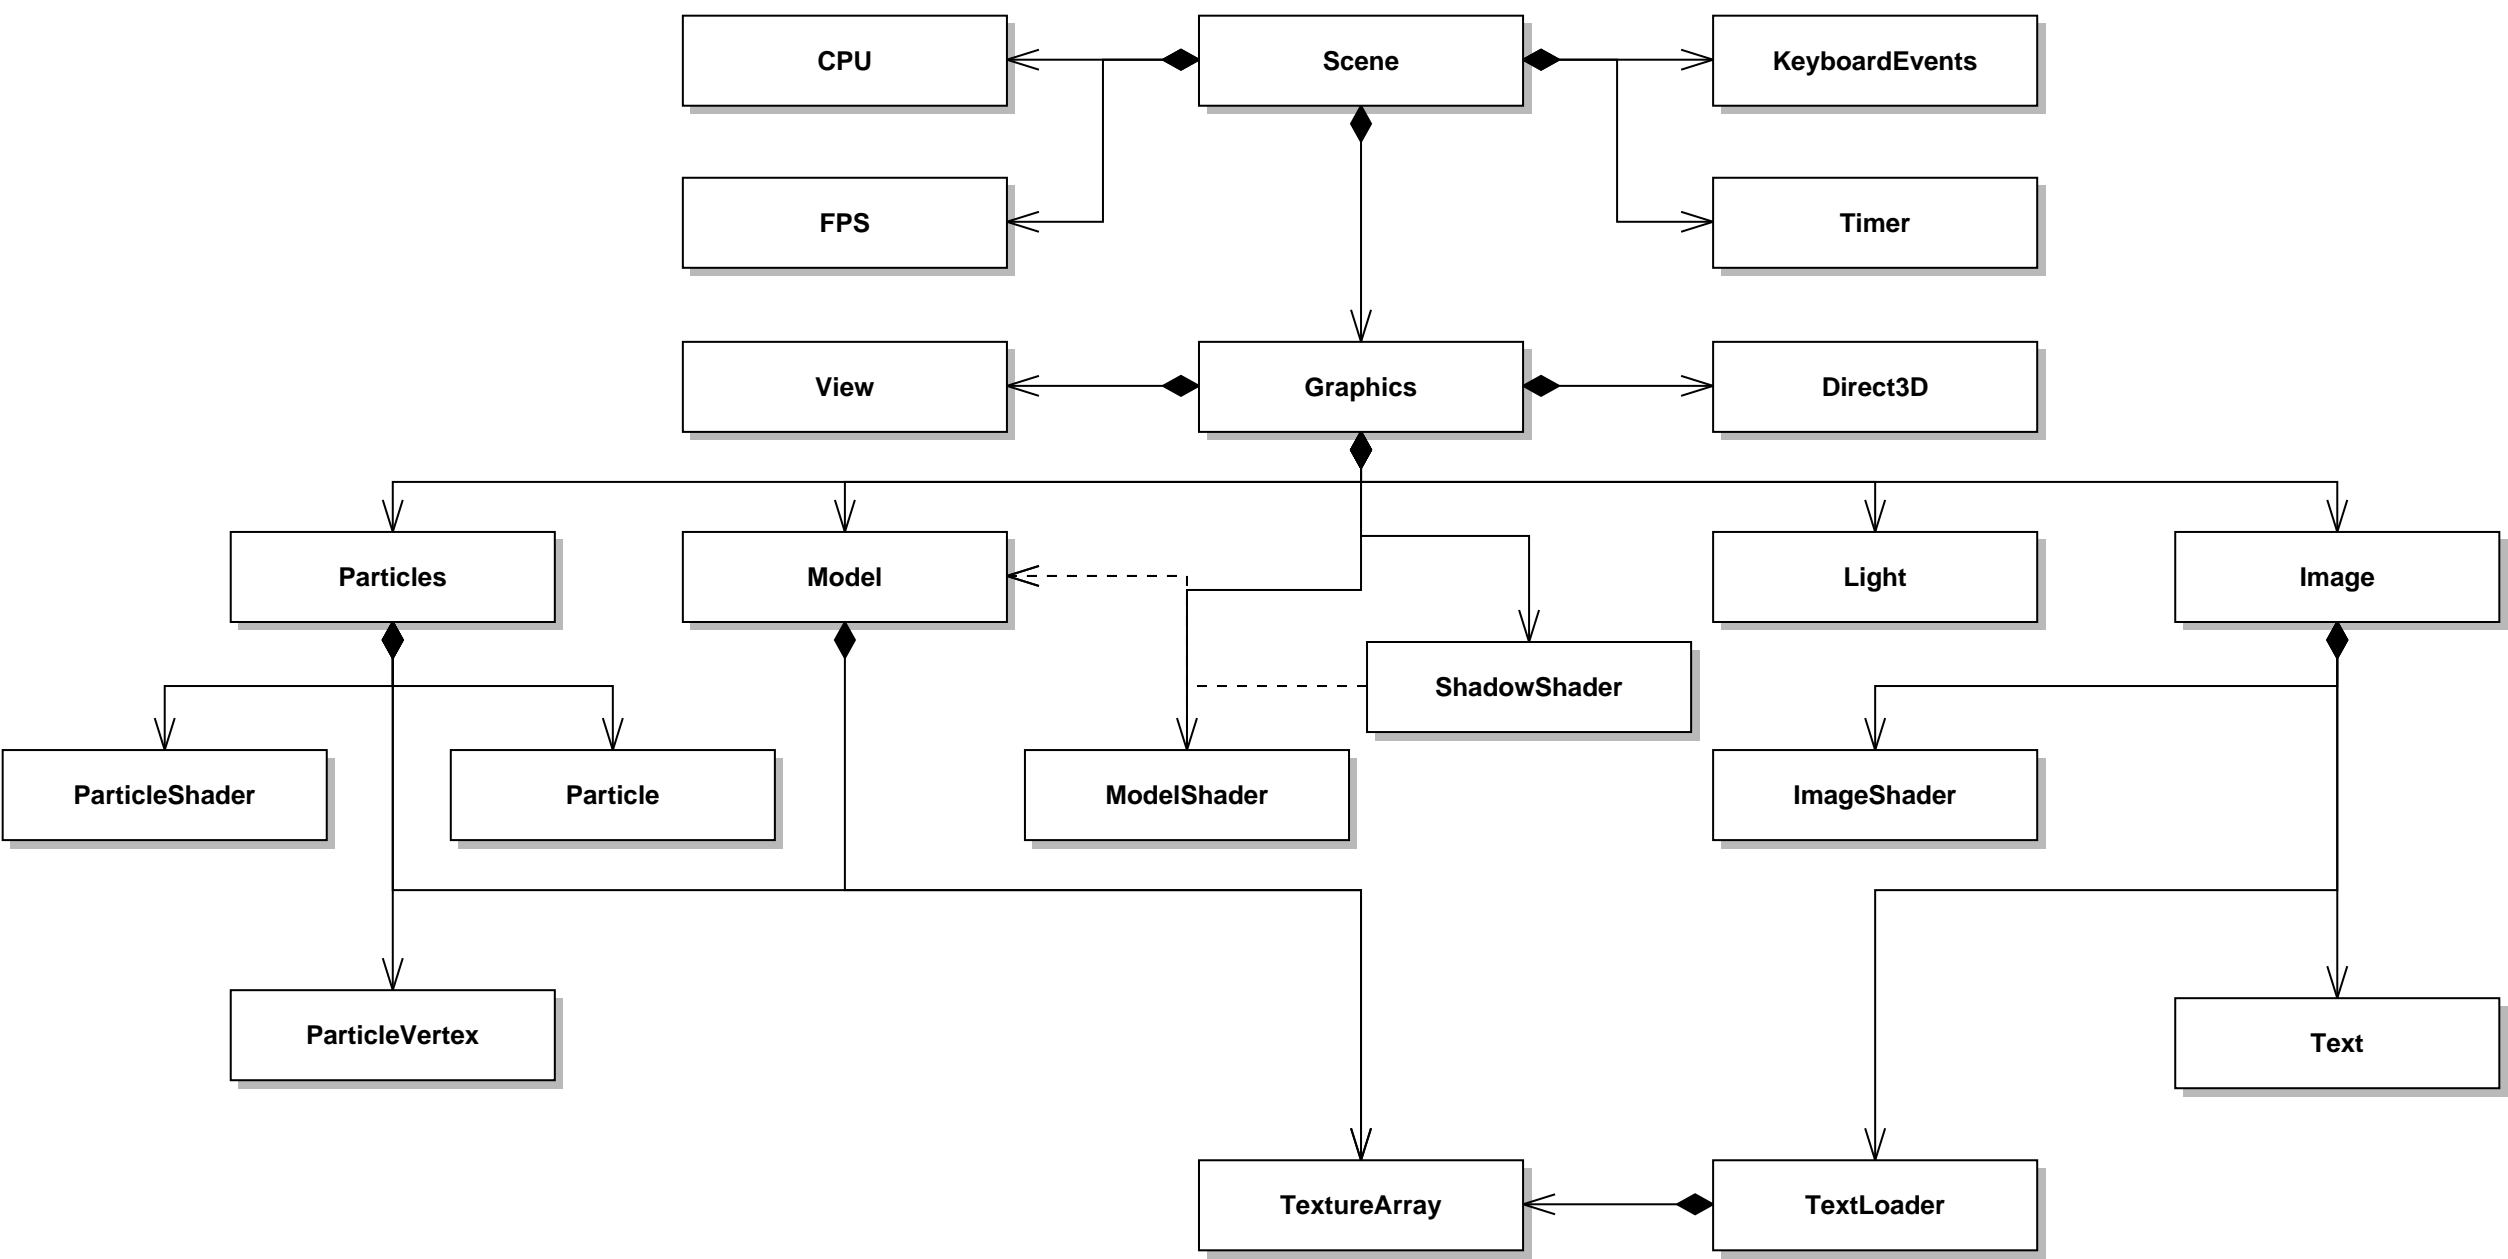 CPU
Scene
KeyboardEvents
FPS
Timer
View
Graphics
Direct3D
Particles
Model
Light
Image
ShadowShader
ParticleShader
Particle
ModelShader
ImageShader
ParticleVertex
Text
TextureArray
TextLoader